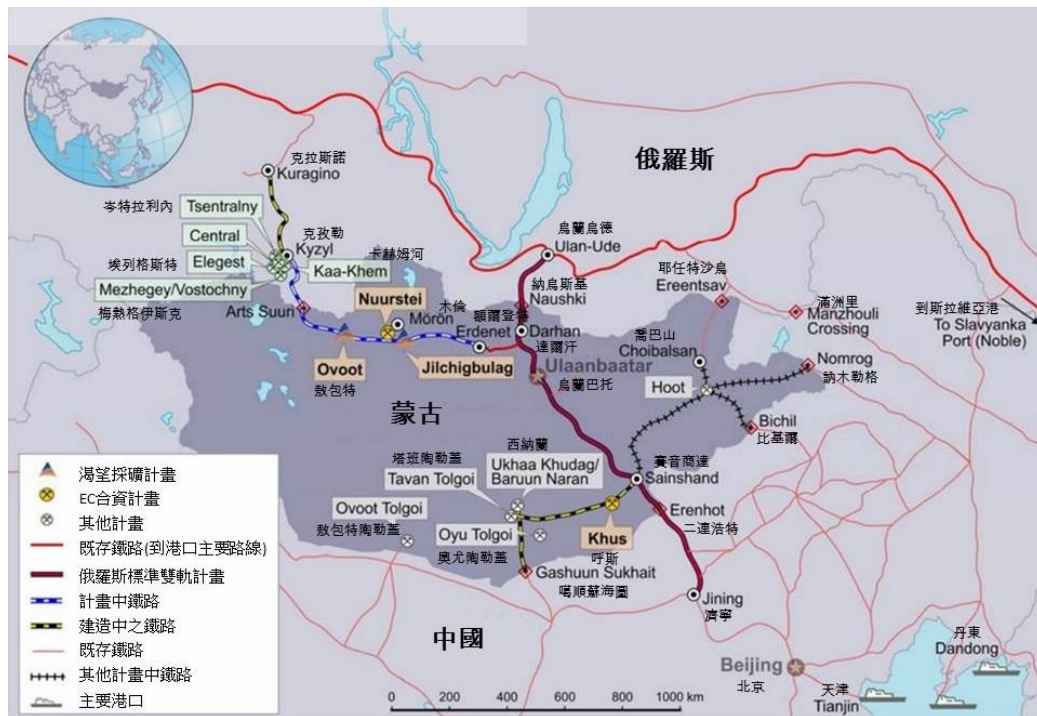 俄羅斯
克拉斯諾
Kuragino
岑特拉利內
Tsentralny
Central
克孜勒
Kyzyl
埃列格斯特
Elegest
Kaa-Khem
卡赫姆河
Mezhegey/Vostochny
梅熱格伊斯克
Arts Suuri
Nuurstei
木倫
Mörön
額爾登特
Erdenet
Ovoot
敖包特
Jilchigbulag
烏蘭烏德
Ulan-Ude
納烏斯基
Naushki
Darhan
達爾汗
Ulaanbaatar
烏蘭巴托
耶任特沙烏
Ereentsav
滿洲里
Manzhouli
Crossing
到斯拉維亞港
To Slavyanka
Port (Noble)
喬巴山
Choibalsan
Nomrog
訥木勒格
Hoot
Bichil
比基爾
蒙古
西納蘭
塔班陶勒蓋
Ukhaa Khudag/
Baruun Naran
Tavan Tolgoi
賽音商達
Sainshand
Ovoot Tolgoi
敖包特陶勒蓋
Oyu Tolgoi
奧尤陶勒蓋
Khus
呼斯
Erenhot
二連浩特
Gashuun Sukhait
噶順蘇海圖
Jining
濟寧
中國
Beijing
北京
丹東
Dandong
天津
Tianjin
渴望採礦計畫
EC合資計畫
其他計畫
既存鐵路(到港口主要路線)
俄羅斯標準雙軌計畫
計畫中鐵路
建造中之鐵路
既存鐵路
其他計畫中鐵路
主要港口
0 200 400 600 800 1000 km